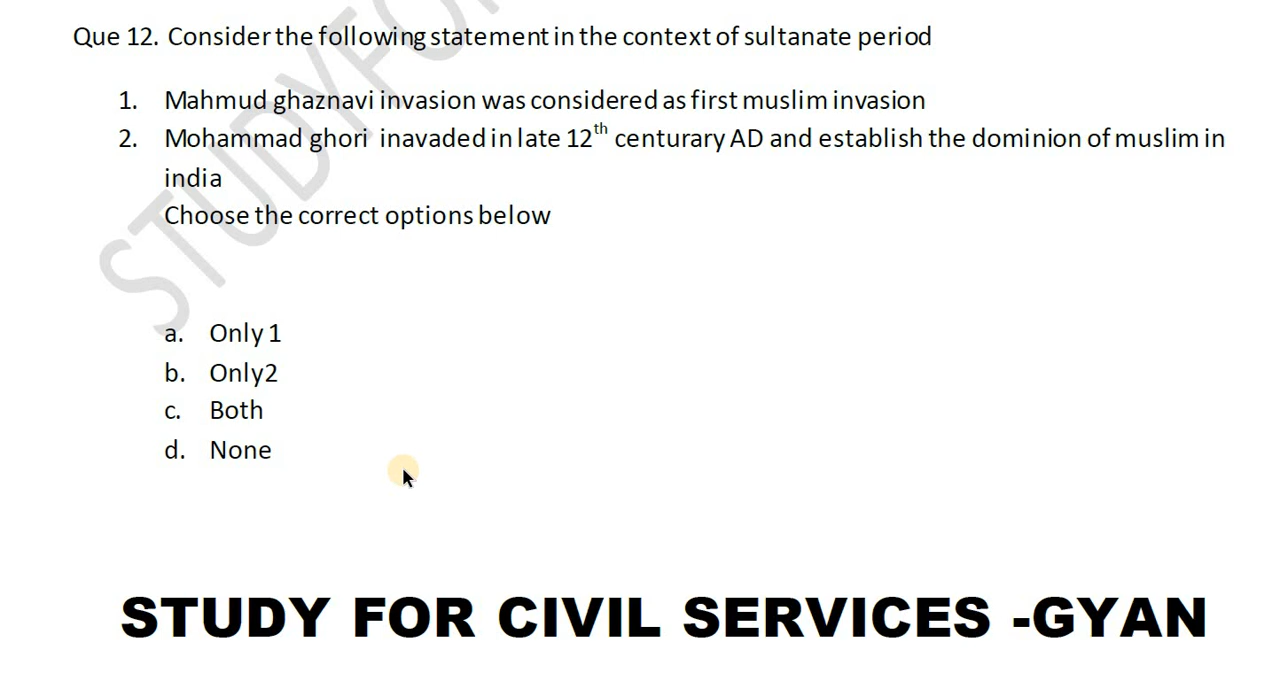 Que 12. Consider the following statement in the context of sultanate period
1. Mahmud ghaznavi invasion was considered as first muslim invasion
2. Mohammad ghori inavaded in late 12th centurary AD and establish the dominion of muslim in
india
Choose the correct options below
a. Only 1
b. Only2
c. Both
d. None
STUDY FOR CIVIL SERVICES -GYAN
STUDYFO